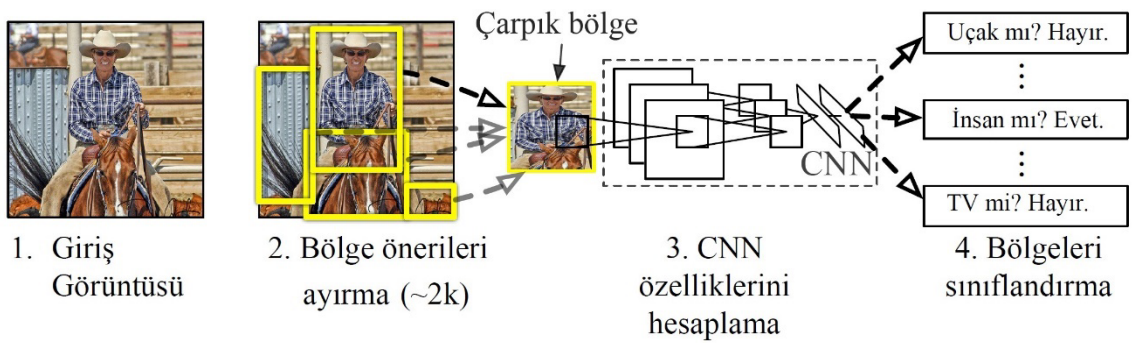 Çarpık bölge
Uçak mı? Hayır.
İnsan mı? Evet.
CNN
TV mi? Hayır.
1. Giriş
Görüntüsü
2. Bölge önerileri
ayırma (~2k)
3. CNN
özelliklerini
hesaplama
4. Bölgeleri
sınıflandırma